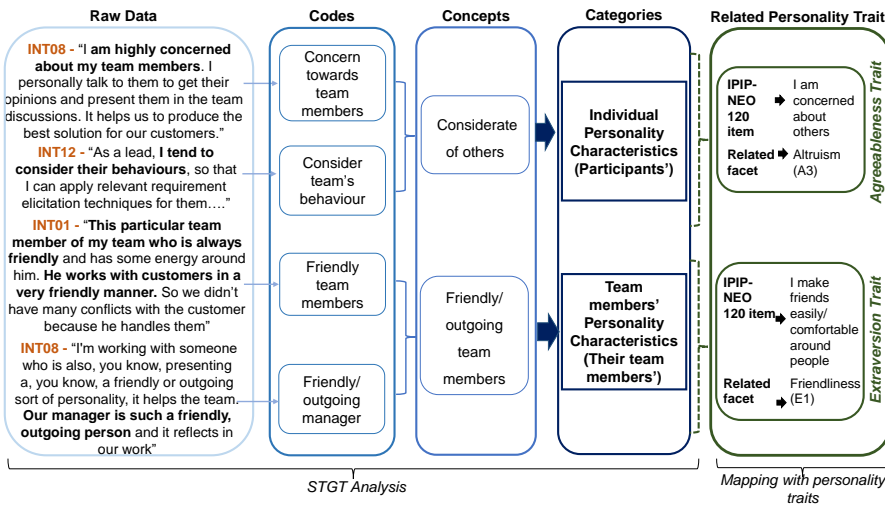 Raw Data
INT08 - “I am highly concerned
about my team members. I
personally talk to them to get their
opinions and present them in the team
discussions. It helps us to produce the
best solution for our customers.”
INT12 - “As a lead, I tend to
consider their behaviours, so that
I can apply relevant requirement
elicitation techniques for them….”
INT01 - “This particular team
member of my team who is always
friendly and has some energy around
him. He works with customers in a
very friendly manner. So we didn’t
have many conflicts with the customer
because he handles them”
INT08 - “I'm working with someone
who is also, you know, presenting
a, you know, a friendly or outgoing
sort of personality, it helps the team.
Our manager is such a friendly,
outgoing person and it reflects in
our work”
Codes
Concern
towards
team
members
Consider
team’s
behaviour
Friendly
team
members
Friendly/
outgoing
manager
Concepts
Considerate
of others
Friendly/
outgoing
team
members
Categories
Individual
Personality
Characteristics
(Participants’)
Team
members’
Personality
Characteristics
(Their team
members’)
Related Personality Trait
IPIP-
NEO
120
item
I am
concerned
about
others
Related
facet
Altruism
(A3)
Agreeableness Trait
IPIP-
NEO
120 item
I make
friends
easily/
comfortable
around
people
Related
facet
Friendliness
(E1)
Extraversion Trait
STGT Analysis
Mapping with personality
traits